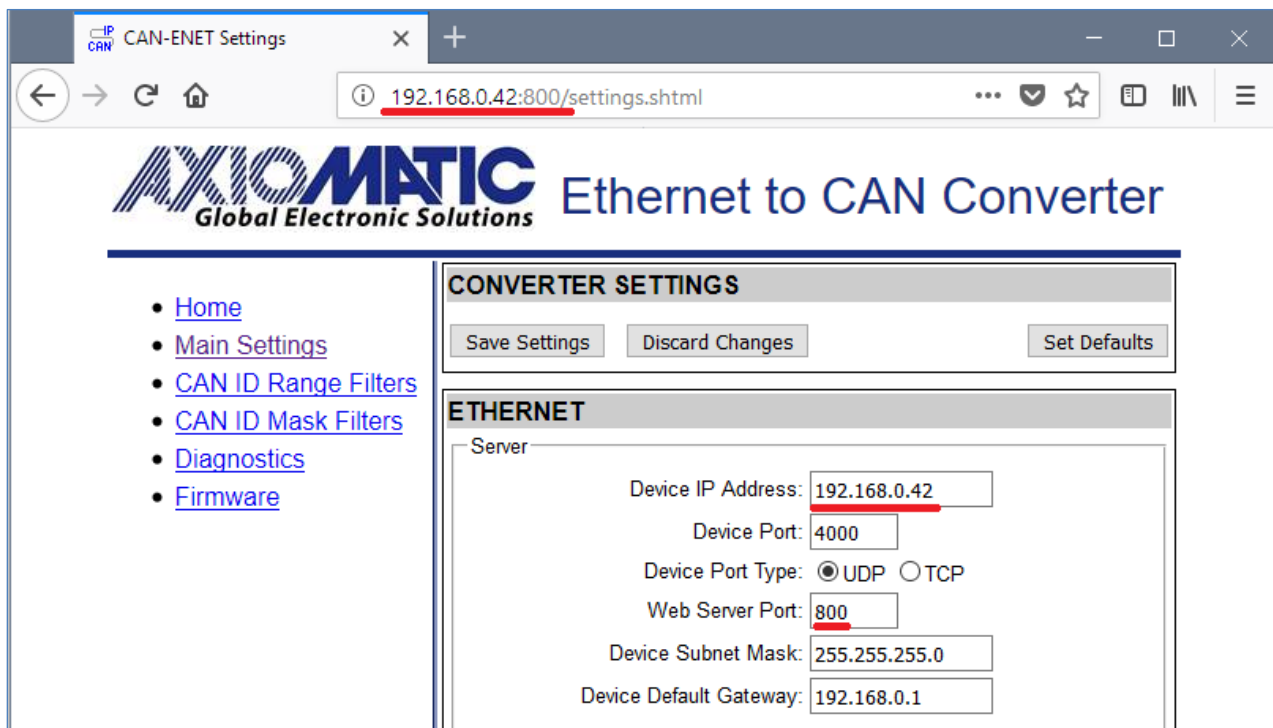 IP
CAN CAN-ENET Settings
192.168.0.42:800/settings.shtml
AXIOMATIC
Global Electronic Solutions
Ethernet to CAN Converter
Home
Main Settings
CAN ID Range Filters
CAN ID Mask Filters
Diagnostics
Firmware
CONVERTER SETTINGS
Save Settings Discard Changes Set Defaults
ETHERNET
Server
Device IP Address: 192.168.0.42
Device Port: 4000
Device Port Type: UDP TCP
Web Server Port: 800
Device Subnet Mask: 255.255.255.0
Device Default Gateway: 192.168.0.1